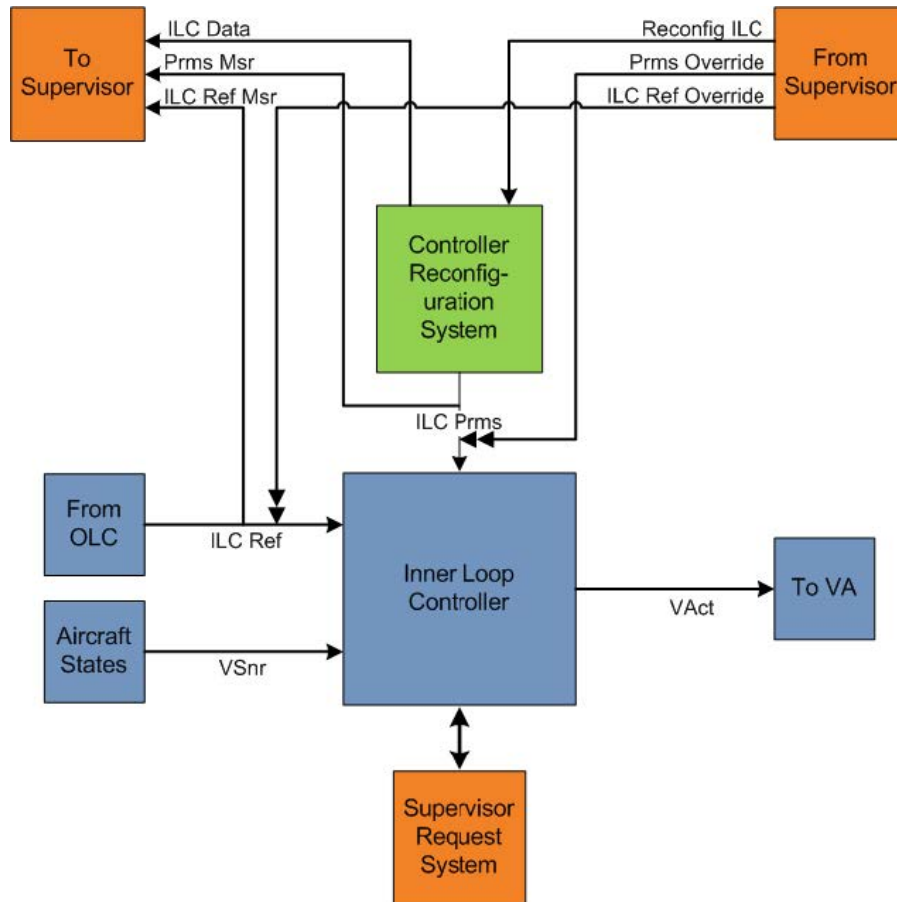 To
Supervisor
ILC Data
Prms Msr
ILC Ref Msr
Reconfig ILC
Prms Override
ILC Ref Override
From
Supervisor
Controller
Reconfig-
uration
System
ILC Prms
From
OLC
ILC Ref
Inner Loop
Controller
VAct
To VA
Aircraft
States
VSnr
Supervisor
Request
System